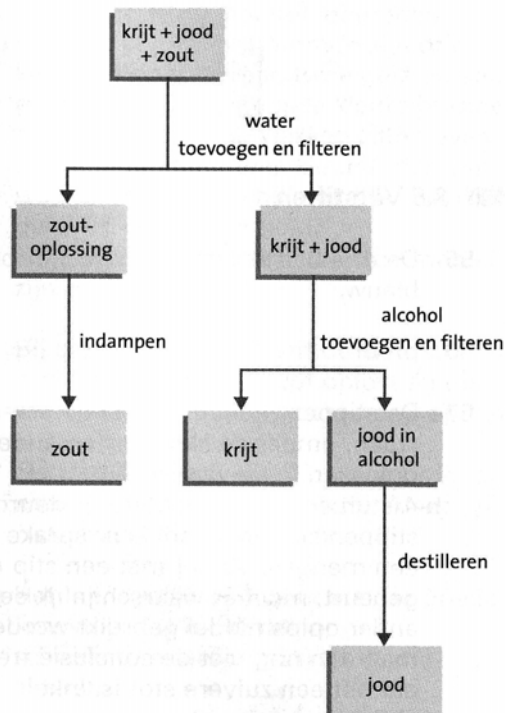 krijt + jood
+ zout
water
toevoegen en filteren
zout-
oplossing
krijt + jood
indampen
alcohol
toevoegen en filteren
zout
krijt
jood in
alcohol
destilleren
jood